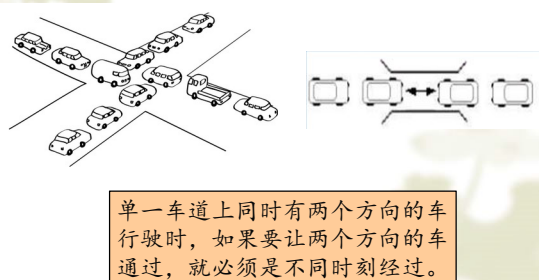 单一车道上同时有两个方向的车
行驶时，如果要让两个方向的车
通过，就必须是不同时刻经过。